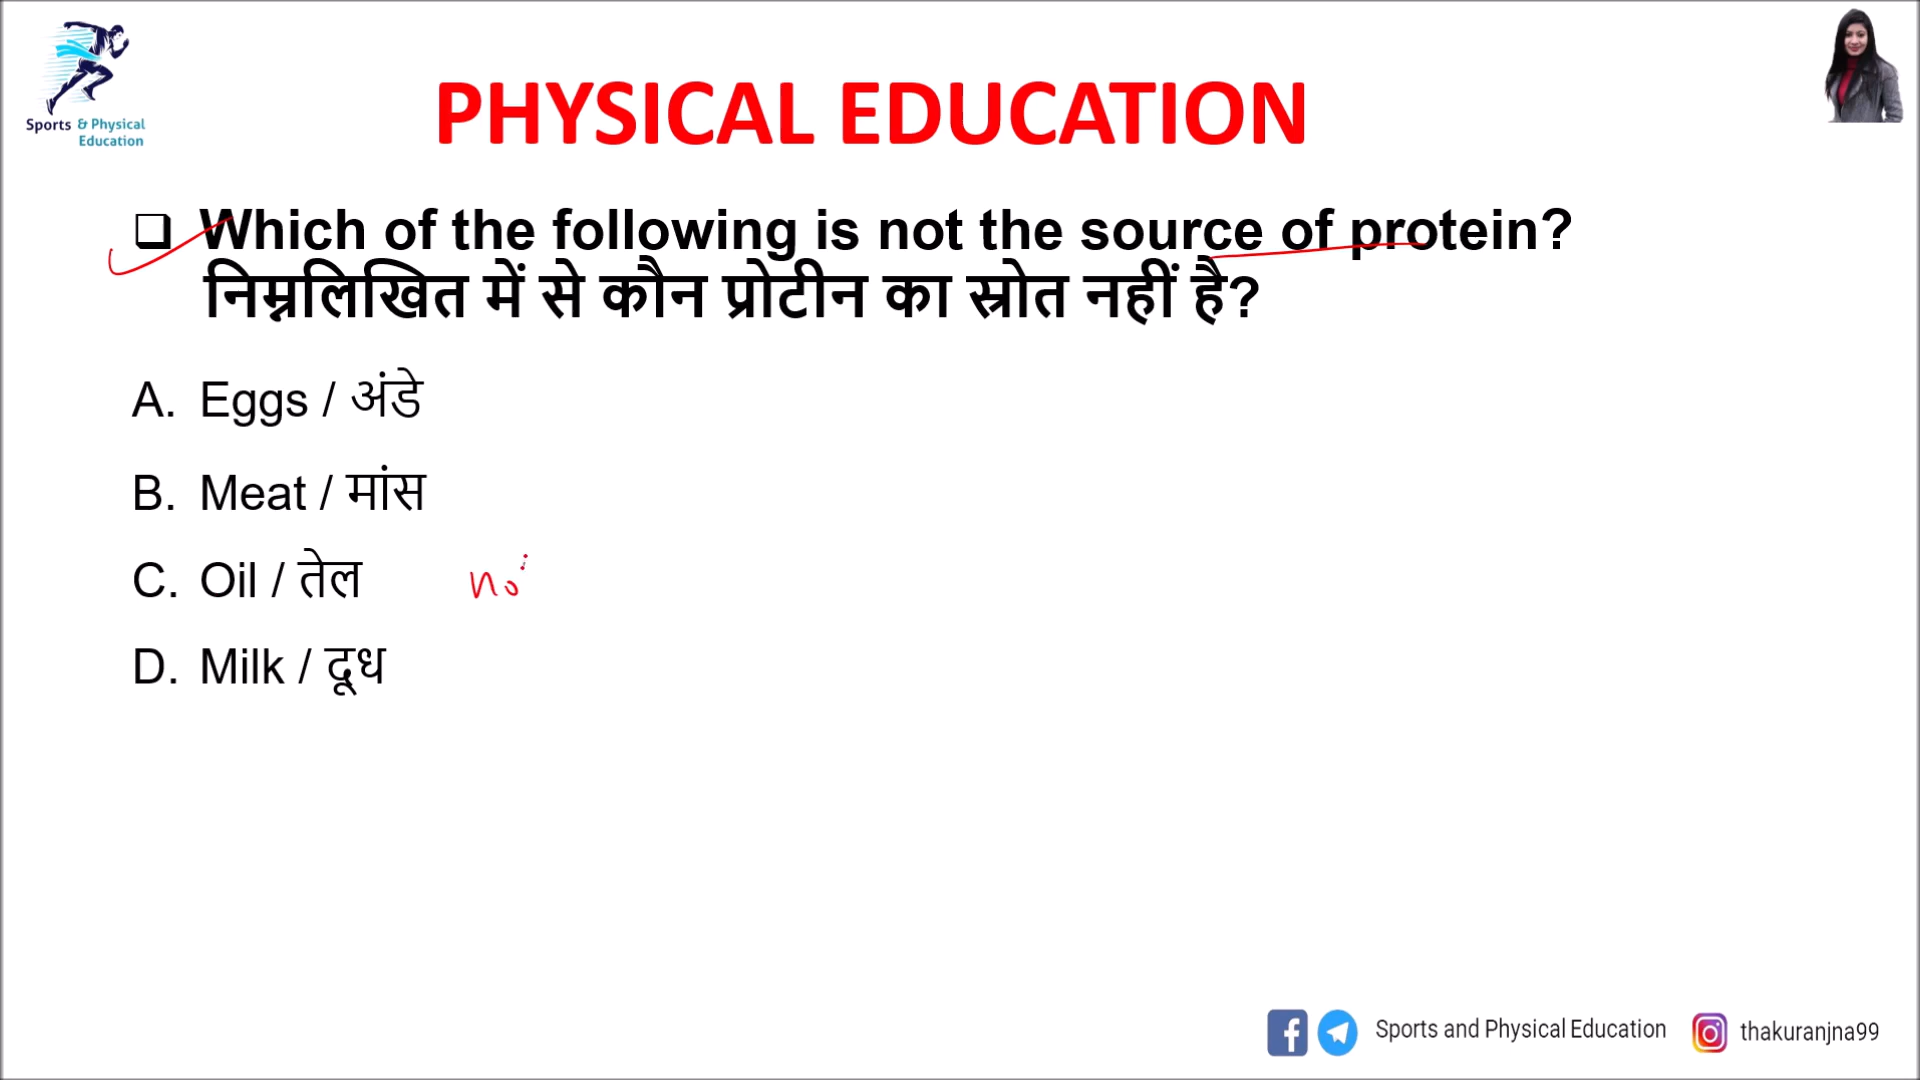 Sports & Physical
Education
PHYSICAL EDUCATION
❑ Which of the following is not the source of protein?
निम्नलिखित में से कौन प्रोटीन का स्रोत नहीं है?
A. Eggs / अंडे
B. Meat / मांस
C. Oil / तेल no
D. Milk / दूध
Sports and Physical Education thakuranjna99